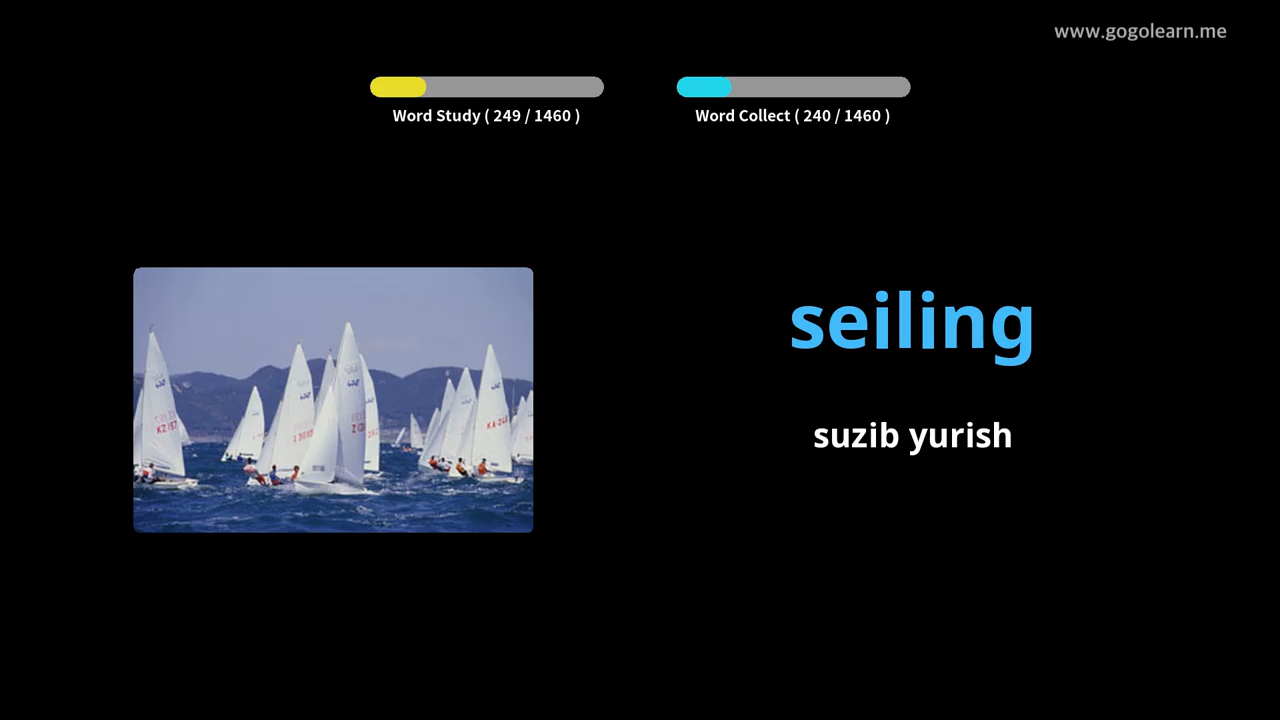 www.gogolearn.me
Word Study ( 249 / 1460 )
Word Collect ( 240 / 1460 )
seiling
suzib yurish